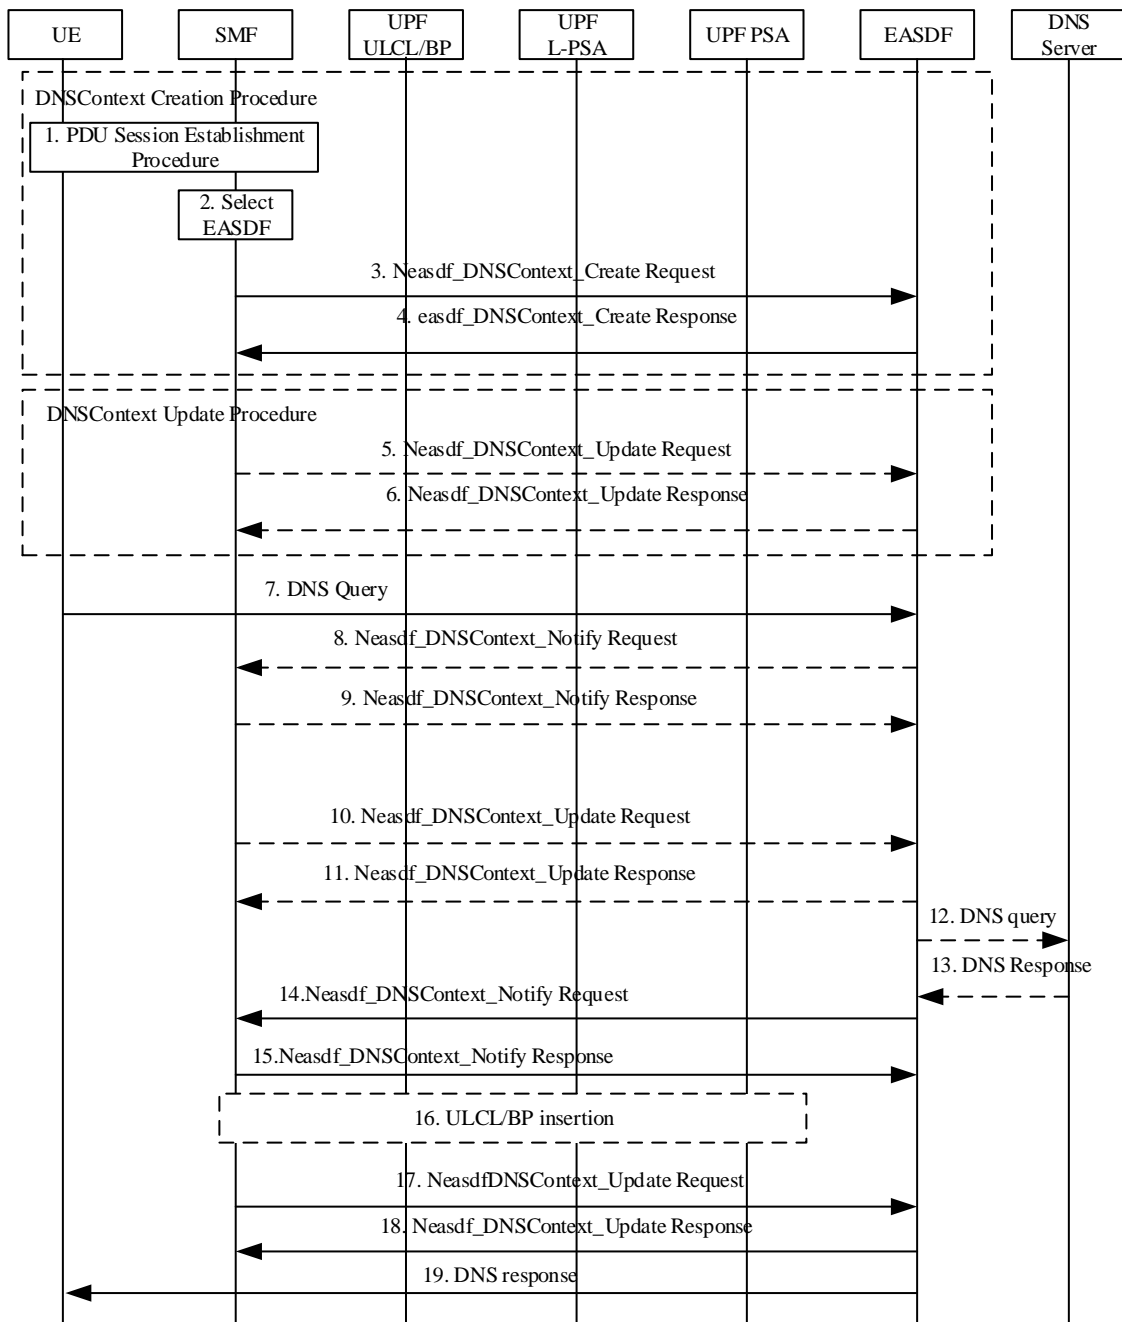 UE
SMF
UPF
ULCL/BP
UPF
L-PSA
UPF PSA
EASDF
DNS
Server
DNSContext Creation Procedure
1. PDU Session Establishment
Procedure
2. Select
EASDF
3. Neasdf_DNSContext_Create Request
4. easdf_DNSContext_Create Response
DNSContext Update Procedure
5. Neasdf_DNSContext_Update Request
6. Neasdf_DNSContext_Update Response
7. DNS Query
8. Neasdf_DNSContext_Notify Request
9. Neasdf_DNSContext_Notify Response
10. Neasdf_DNSContext_Update Request
11. Neasdf_DNSContext_Update Response
12. DNS query
13. DNS Response
14.Neasdf_DNSContext_Notify Request
15.Neasdf_DNSContext_Notify Response
16. ULCL/BP insertion
17. NeasdfDNSContext_Update Request
18. Neasdf_DNSContext_Update Response
19. DNS response